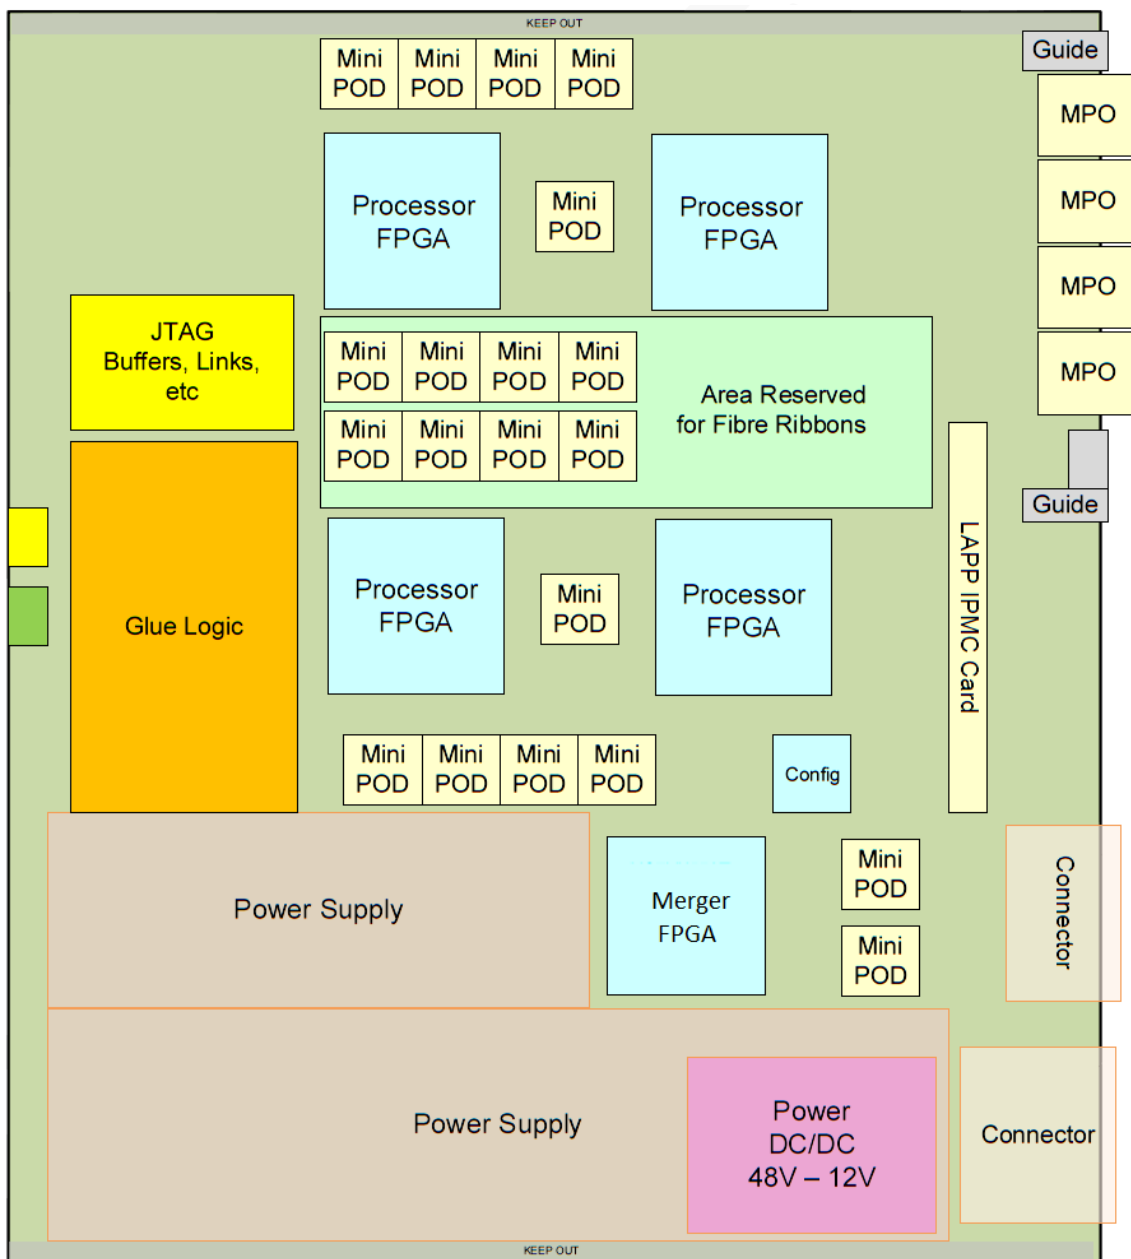 KEEP OUT
Mini
POD
Mini
POD
Mini
POD
Mini
POD
Guide
MPO
MPO
MPO
MPO
Processor
FPGA
Mini
POD
Processor
FPGA
JTAG
Buffers, Links,
etc
Mini
POD
Mini
POD
Mini
POD
Mini
POD
Mini
POD
Mini
POD
Mini
POD
Mini
POD
Area Reserved
for Fibre Ribbons
Guide
LAPP IPMC Card
Glue Logic
Processor
FPGA
Mini
POD
Processor
FPGA
Mini
POD
Mini
POD
Mini
POD
Mini
POD
Config
Power Supply
Merger
FPGA
Mini
POD
Mini
POD
Connector
Power Supply
Power
DC/DC
48V – 12V
Connector
KEEP OUT